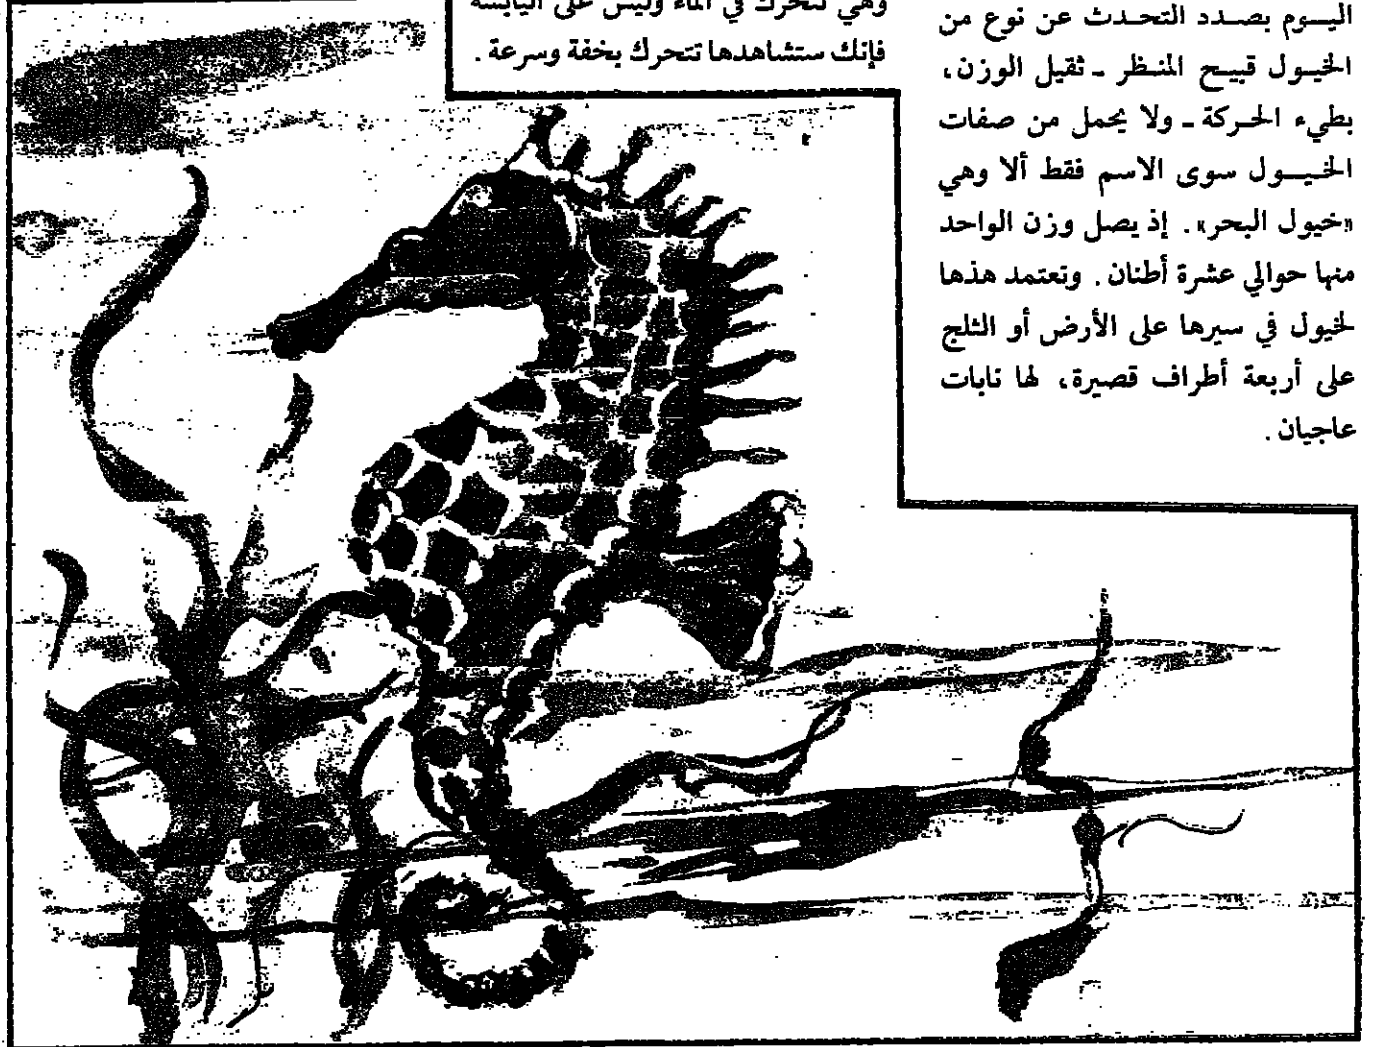 اليوم بصدد التحدث عن نوع من
الخيول قبيح المنظر ـ ثقيل الوزن،
بطيء الحركة ـ ولا يحمل من صفات
الخيول سوى الاسم فقط ألا وهي
«خيول البحر». إذ يصل وزن الواحد
منها حوالي عشرة أطنان. وتعتمد هذها
لخيول في سيرها على الأرض أو الثلج
على أربعة أطراف قصيرة، لها نابات
عاجيان.
وهي تتحرك في الماء وليس على اليابسة
فإنك ستشاهدها تتحرك بخفة وسرعة.